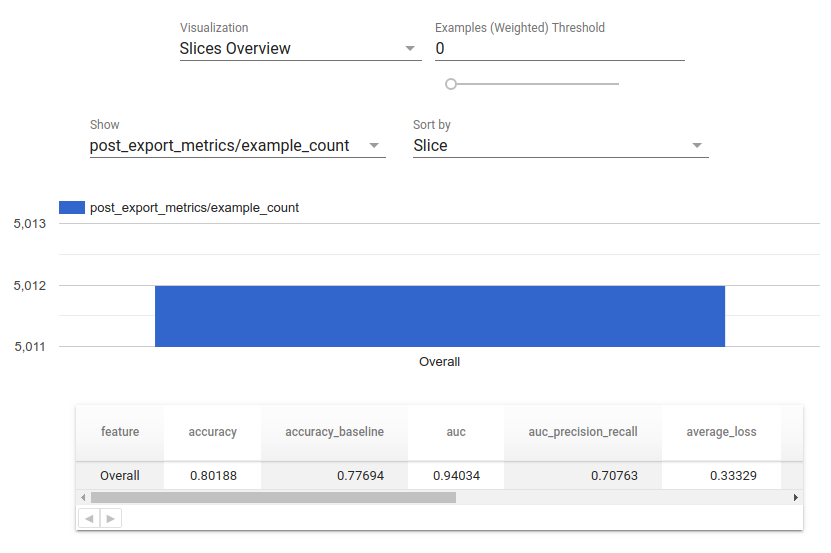 Visualization
Examples (Weighted) Threshold
Slices Overview
0
Show
Sort by
post_export_metrics/example_count
Slice
post_export_metrics/example_count
5,013
5,012
5,011
Overall
feature accuracy accuracy_baseline auc auc_precision_recall average_loss
Overall 0.80188 0.77694 0.94034 0.70763 0.33329